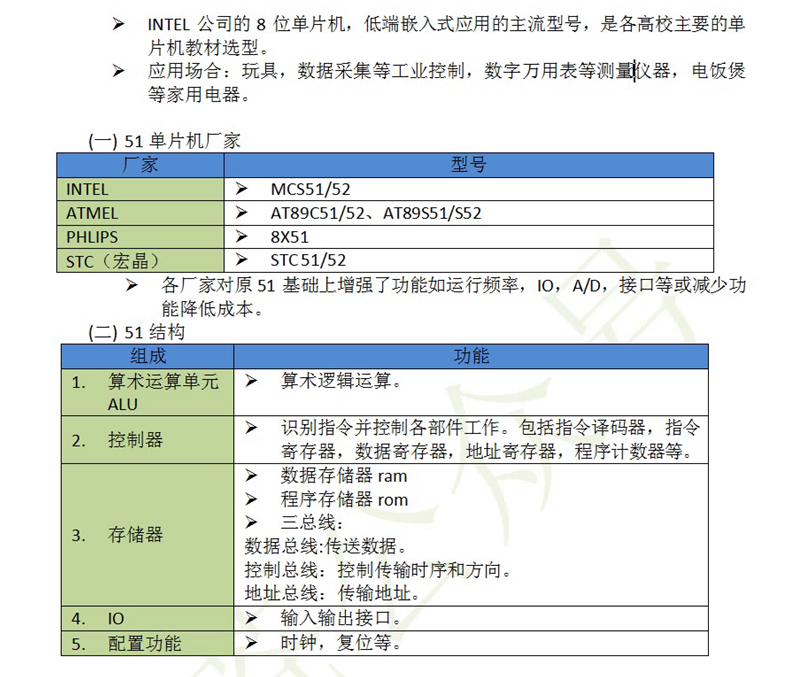 ➢ INTEL 公司的 8 位单片机，低端嵌入式应用的主流型号，是各高校主要的单
片机教材选型。
➢ 应用场合：玩具，数据采集等工业控制，数字万用表等测量仪器，电饭煲
等家用电器。
(一) 51 单片机厂家
厂家 型号
INTEL ➢ MCS51/52
ATMEL ➢ AT89C51/52、AT89S51/S52
PHLIPS ➢ 8X51
STC（宏晶） ➢ STC 51/52
➢ 各厂家对原 51 基础上增强了功能如运行频率，IO，A/D，接口等或减少功
能降低成本。
(二) 51 结构
组成 功能
1. 算术运算单元 ➢ 算术逻辑运算。
ALU
2. 控制器 ➢ 识别指令并控制各部件工作。包括指令译码器，指令
寄存器，数据寄存器，地址寄存器，程序计数器等。
3. 存储器 ➢ 数据存储器 ram
➢ 程序存储器 rom
➢ 三总线：
数据总线:传送数据。
控制总线：控制传输时序和方向。
地址总线：传输地址。
4. IO ➢ 输入输出接口。
5. 配置功能 ➢ 时钟，复位等。
公众号